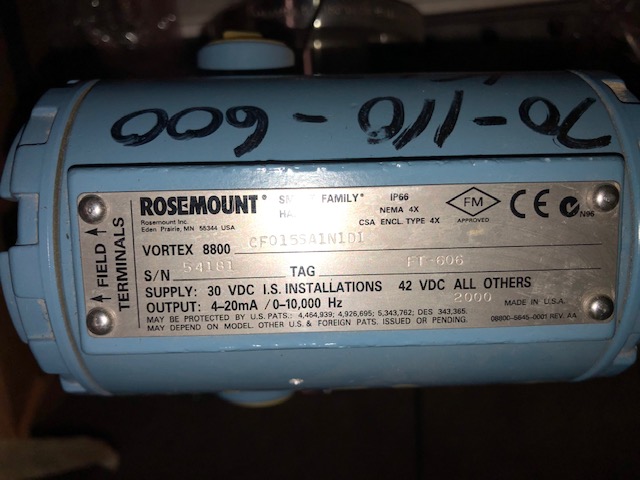 70-110-600
ROSEMOUNT® FAMILY® IP66
Rosemount Inc. NEMA 4X
Eden Prairie, MN 55344 USA CSA ENCL. TYPE 4X
FM
APPROVED
CE N96
FIELD
TERMINALS
VORTEX 8800 CF015SA1N1D1
S/N 54181 TAG FT-606
SUPPLY: 30 VDC I.S. INSTALLATIONS 42 VDC ALL OTHERS
OUTPUT: 4–20mA / 0–10,000 Hz 2000 MADE IN U.S.A.
MAY BE PROTECTED BY U.S. PATS.: 4,464,939; 4,926,695; 5,343,762; DES 343,365.
MAY DEPEND ON MODEL. OTHER U.S. & FOREIGN PATS. ISSUED OR PENDING. 08800-5645-0001 REV. AA